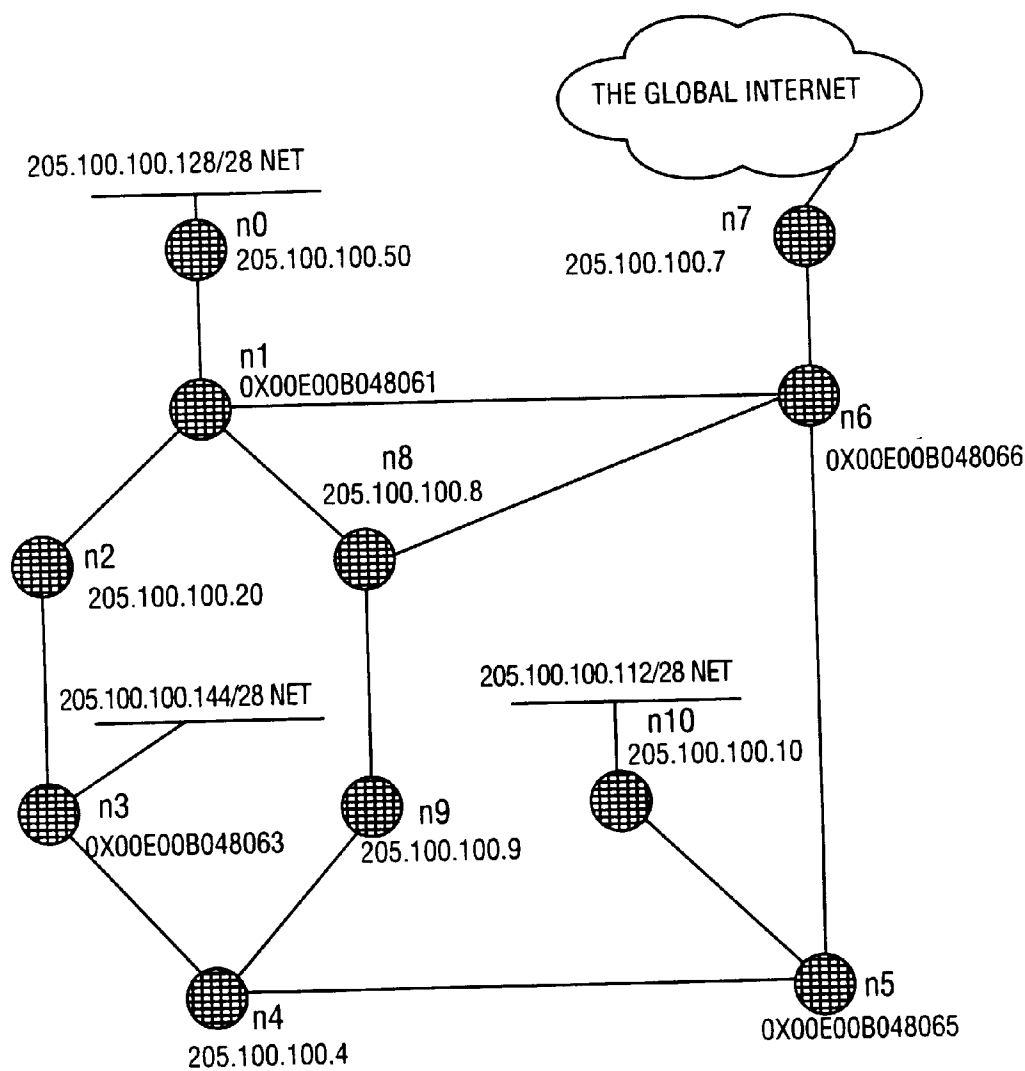 THE GLOBAL INTERNET
205.100.100.128/28 NET
n0
205.100.100.50
n7
205.100.100.7
n1
0X00E00B048061
n6
0X00E00B048066
n8
205.100.100.8
n2
205.100.100.20
205.100.100.144/28 NET
205.100.100.112/28 NET
n10
205.100.100.10
n3
0X00E00B048063
n9
205.100.100.9
n5
0X00E00B048065
n4
205.100.100.4